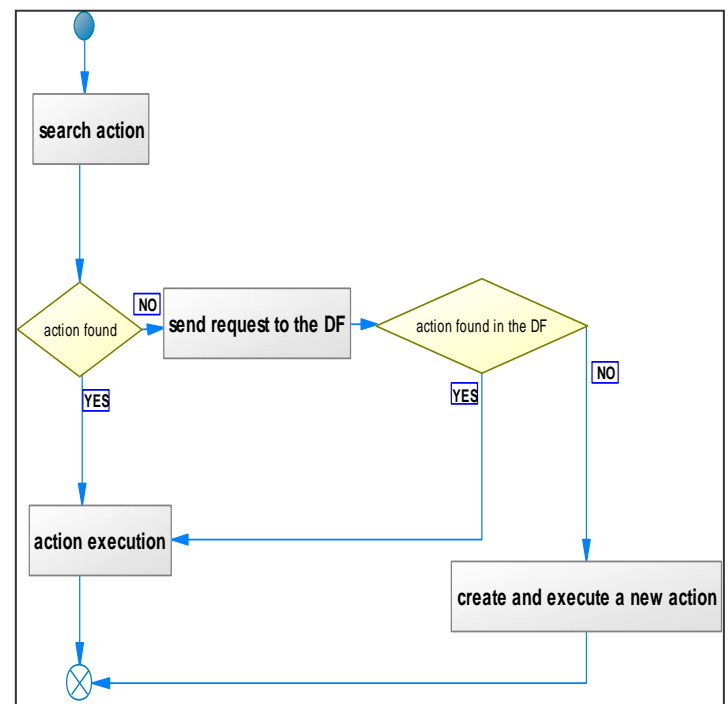 search action
action found
NO
send request to the DF
action found in the DF
NO
YES
YES
action execution
create and execute a new action